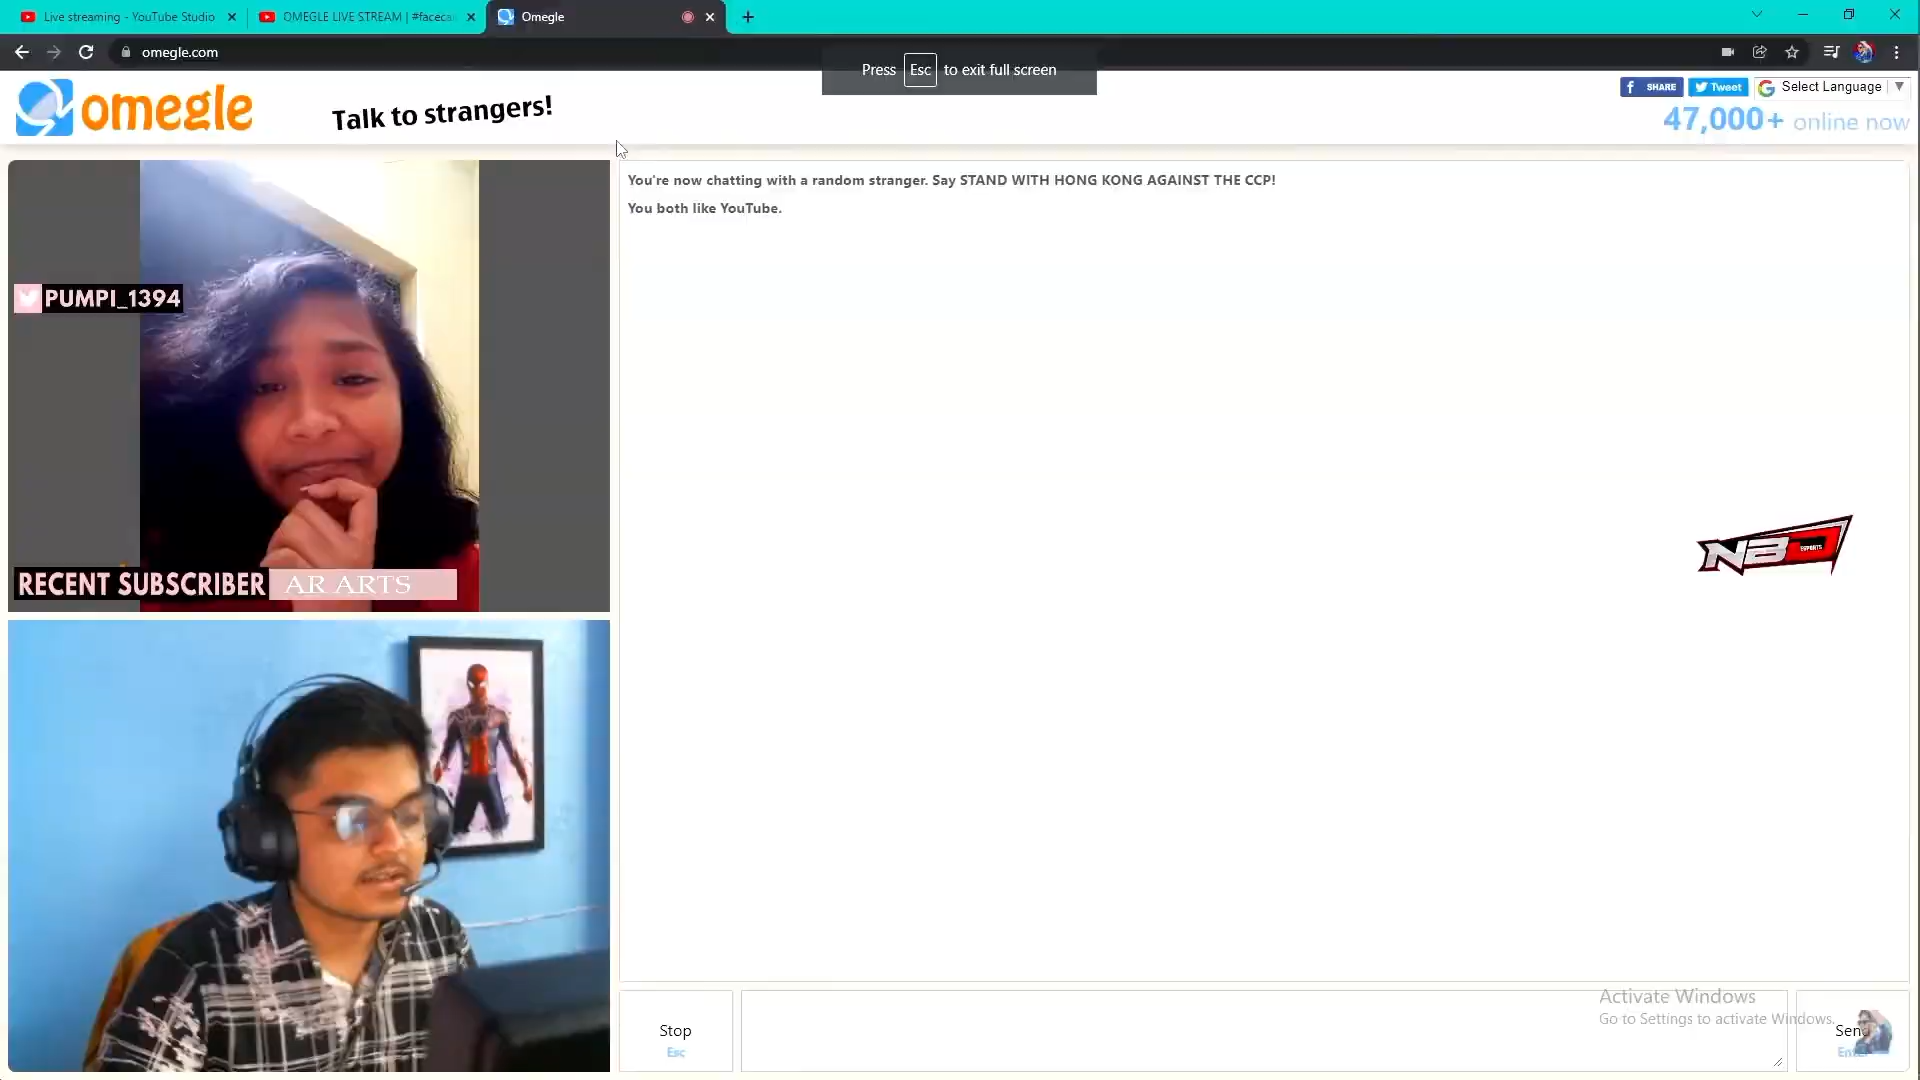 Live streaming - YouTube Studio
OMEGLE LIVE STREAM | #faceca
Omegle
omegle.com
Press Esc to exit full screen
omegle
Talk to strangers!
SHARE
Tweet
Select Language
47,000+ online now
You're now chatting with a random stranger. Say STAND WITH HONG KONG AGAINST THE CCP!
You both like YouTube.
PUMPI_1394
RECENT SUBSCRIBER AR ARTS
ESPORTS
Activate Windows
Go to Settings to activate Windows.
Stop
Esc